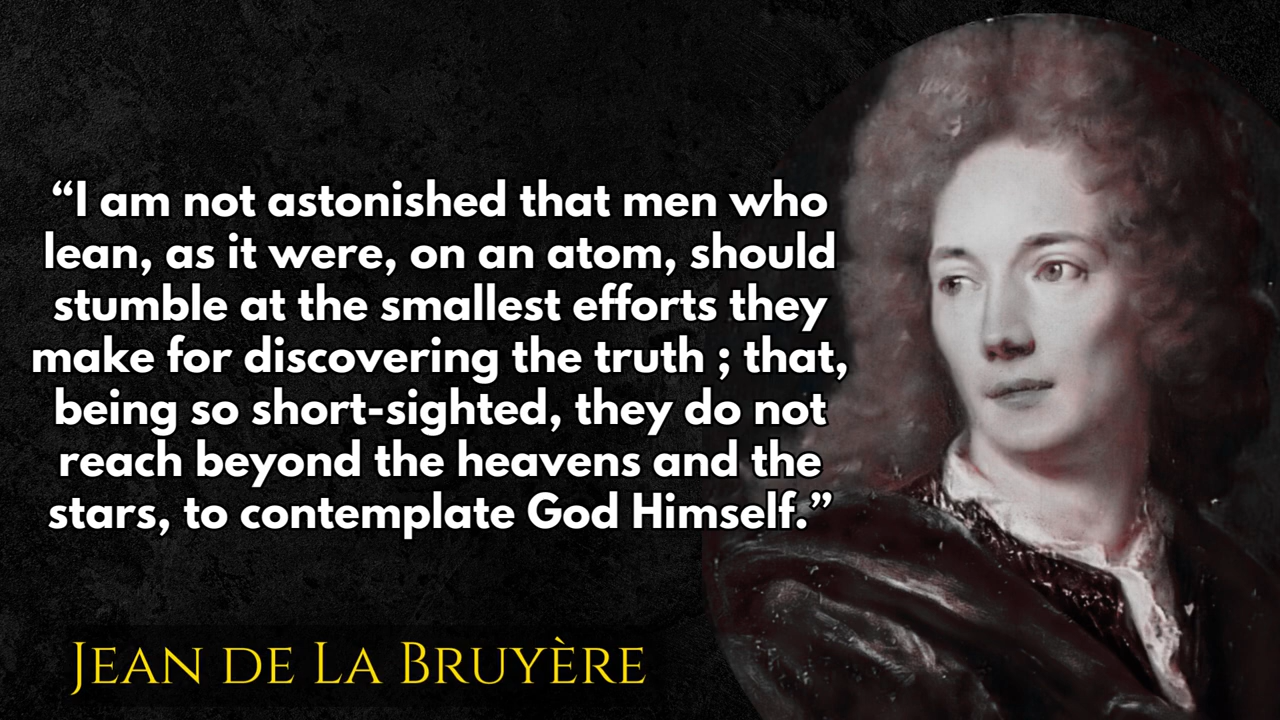 “I am not astonished that men who
lean, as it were, on an atom, should
stumble at the smallest efforts they
make for discovering the truth ; that,
being so short-sighted, they do not
reach beyond the heavens and the
stars, to contemplate God Himself.”
Jean de La Bruyère